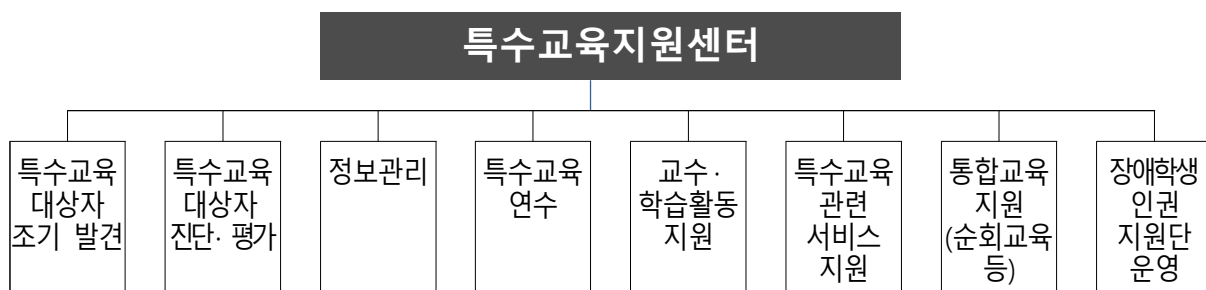 특수교육지원센터
특수교육
대상자
조기 발견
특수교육
대상자
진단· 평가
정보관리
특수교육
연수
교수·
학습활동
지원
특수교육
관련
서비스
지원
통합교육
지원
(순회교육
등)
장애학생
인권
지원단
운영